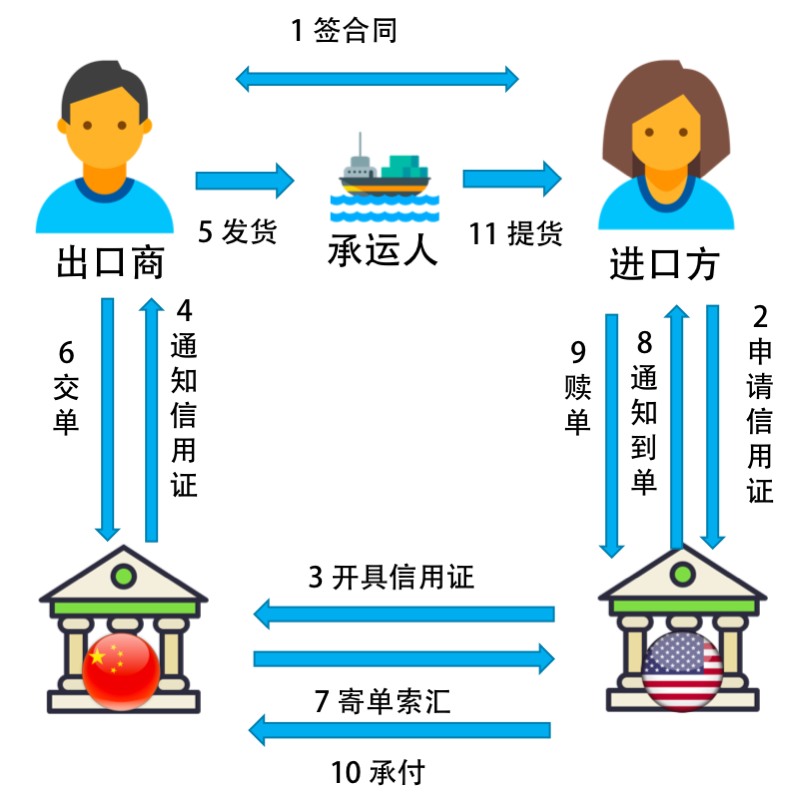 1 签合同
5 发货
11 提货
出口商
承运人
进口方
6 交单
4 通知信用证
9 赎单
8 通知到单
2 申请信用证
3 开具信用证
7 寄单索汇
10 承付